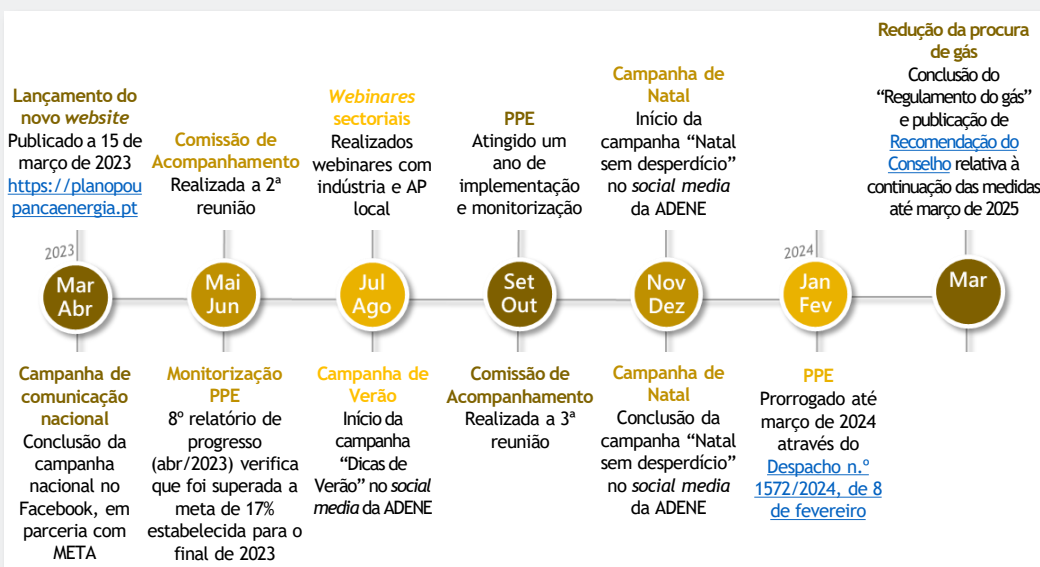 Lançamento do
novo website
Publicado a 15 de
março de 2023
https://planopou
pancaenergia.pt
Comissão de
Acompanhamento
Realizada a 2ª
reunião
Webinares
sectoriais
Realizados
webinares com
indústria e AP
local
PPE
Atingido um
ano de
implementação
e monitorização
Campanha de
Natal
Início da
campanha “Natal
sem desperdício”
no social media
da ADENE
Redução da procura
de gás
Conclusão do
“Regulamento do gás”
e publicação de
Recomendação do
Conselho relativa à
continuação das medidas
até março de 2025
2023
Mar
Abr
Mai
Jun
Jul
Ago
Set
Out
Nov
Dez
2024
Jan
Fev
Mar
Campanha de
comunicação
nacional
Conclusão da
campanha
nacional no
Facebook, em
parceria com
META
Monitorização
PPE
8º relatório de
progresso
(abr/2023) verifica
que foi superada a
meta de 17%
estabelecida para o
final de 2023
Campanha de
Verão
Início da
campanha
“Dicas de
Verão” no social
media da ADENE
Comissão de
Acompanhamento
Realizada a 3ª
reunião
Campanha de
Natal
Conclusão da
campanha “Natal
sem desperdício”
no social media
da ADENE
PPE
Prorrogado até
março de 2024
através do
Despacho n.º
1572/2024, de 8
de fevereiro